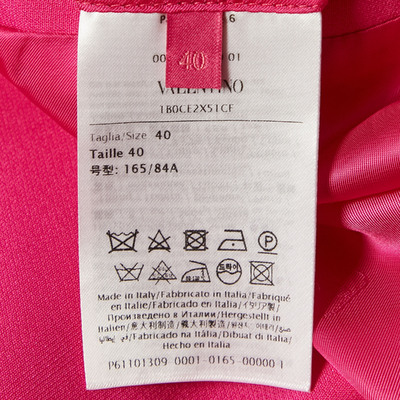 40
VALENTINO
1B0CE2X51CF
Taglia/Size 40
Taille 40
号型: 165/84A
Made in Italy/Fabbricato in Italia/Fabriqué
en Italie/Fabricado en Italia/イタリア製/
Произведено в Италии/Hergestellt in
Italien/意大利制造/義大利製造/
Fabricado na Itália/Dibuat di Italia/
Hecho en Italia
P61101309 0001-0165-00000 1